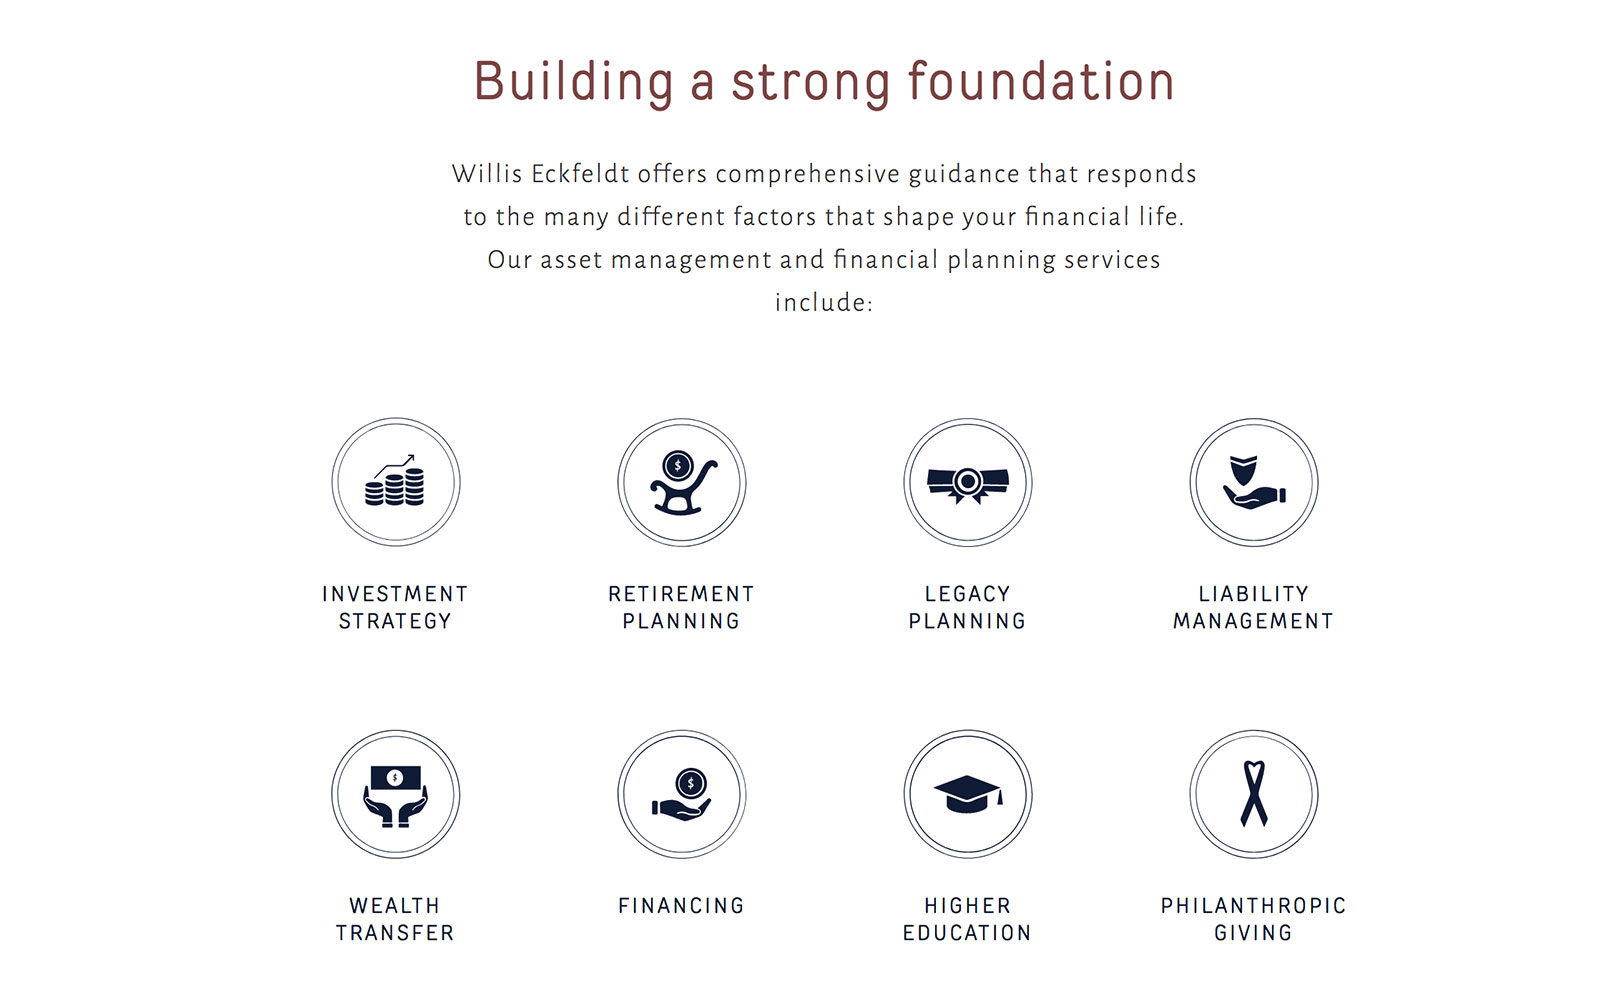 Building a strong foundation
Willis Eckfeldt offers comprehensive guidance that responds
to the many different factors that shape your financial life.
Our asset management and financial planning services
include:
$
INVESTMENT
STRATEGY
RETIREMENT
PLANNING
LEGACY
PLANNING
LIABILITY
MANAGEMENT
$
$
WEALTH
TRANSFER
FINANCING
HIGHER
EDUCATION
PHILANTHROPIC
GIVING